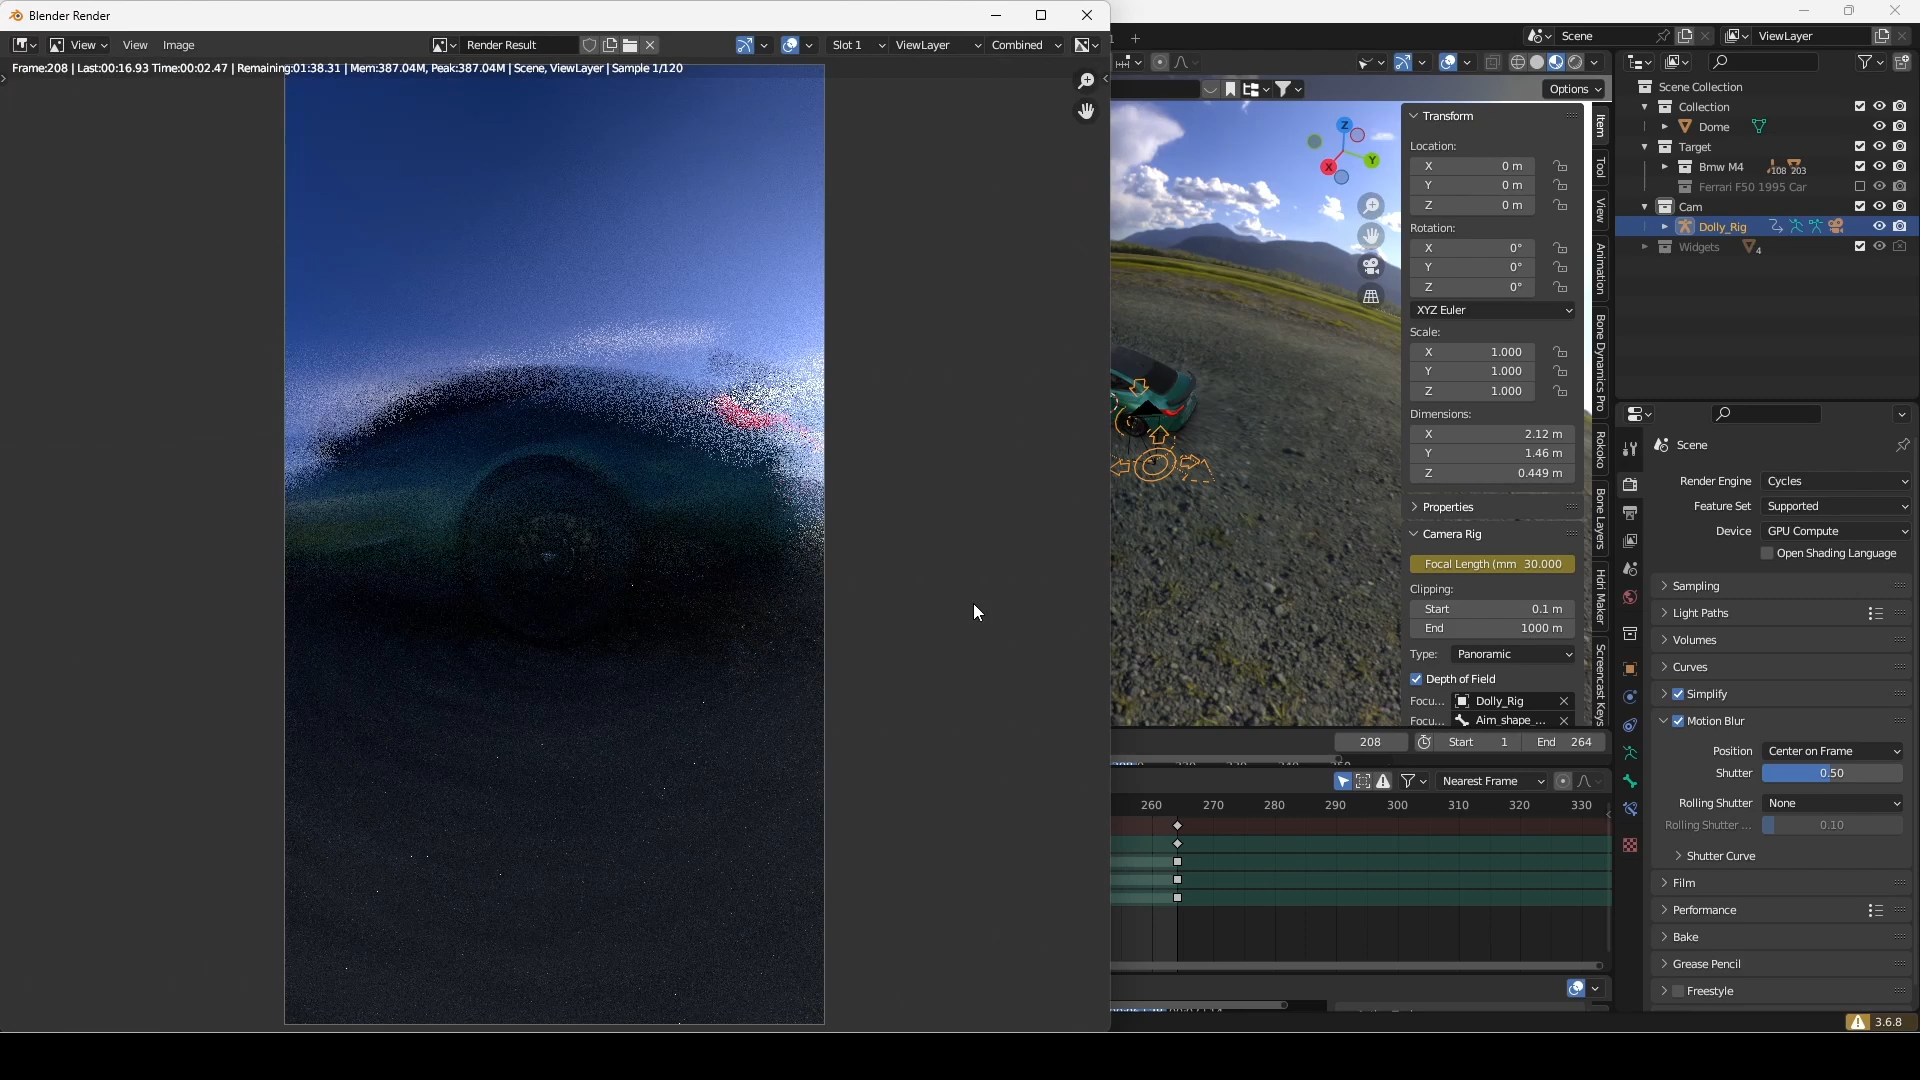 Blender Render
View View Image Render Result Slot 1 ViewLayer Combined
Frame:208 | Last:00:16.93 Time:00:02.47 | Remaining:01:38.31 | Mem:387.04M, Peak:387.04M | Scene, ViewLayer | Sample 1/120
Scene ViewLayer
Options
Z
Y
X
Transform
Location:
X 0 m
Y 0 m
Z 0 m
Rotation:
X 0°
Y 0°
Z 0°
XYZ Euler
Scale:
X 1.000
Y 1.000
Z 1.000
Dimensions:
X 2.12 m
Y 1.46 m
Z 0.449 m
Properties
Camera Rig
Focal Length (mm 30.000
Clipping:
Start 0.1 m
End 1000 m
Type: Panoramic
Depth of Field
Focu... Dolly_Rig
Focu... Aim_shape_...
Item
Tool
View
Animation
Bone Dynamics Pro
Rokoko
Bone Layers
Hdri Maker
Screencast Keys
208 Start 1 End 264
Nearest Frame
260 270 280 290 300 310 320 330
Scene Collection
Collection
Dome
Target
Bmw M4 108 203
Ferrari F50 1995 Car
Cam
Dolly_Rig
Widgets 4
Scene
Render Engine Cycles
Feature Set Supported
Device GPU Compute
Open Shading Language
Sampling
Light Paths
Volumes
Curves
Simplify
Motion Blur
Position Center on Frame
Shutter 0.50
Rolling Shutter None
Rolling Shutter ... 0.10
Shutter Curve
Film
Performance
Bake
Grease Pencil
Freestyle
3.6.8